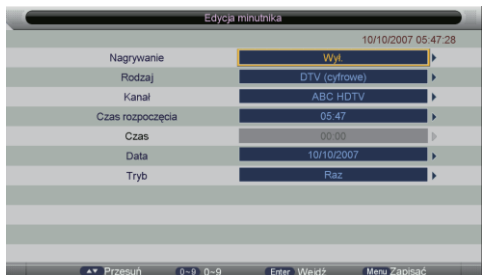 Edycja minutnika
10/10/2007 05:47:28
Nagrywanie Wył.
Rodzaj DTV (cyfrowe)
Kanał ABC HDTV
Czas rozpoczęcia 05:47
Czas 00:00
Data 10/10/2007
Tryb Raz
Przesuń 0~9 0~9 Enter Wejdź Menu Zapisać